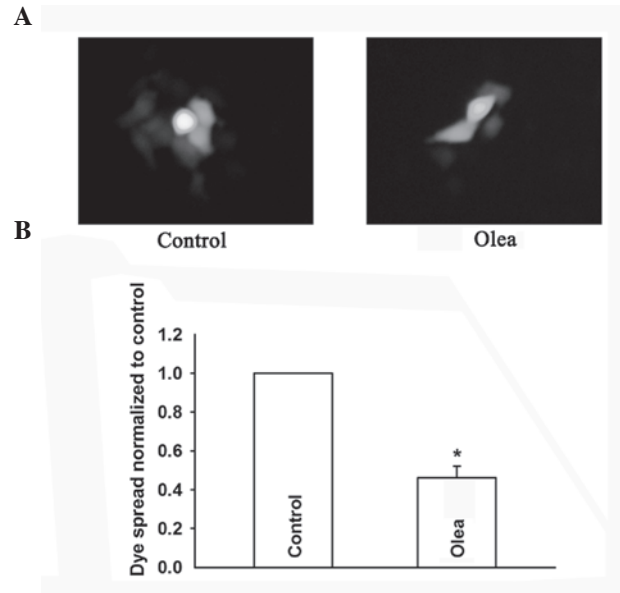 A
Control
Olea
B
Dye spread normalized to control
1.2
1.0
0.8
0.6
0.4
0.2
0.0
*
Control
Olea